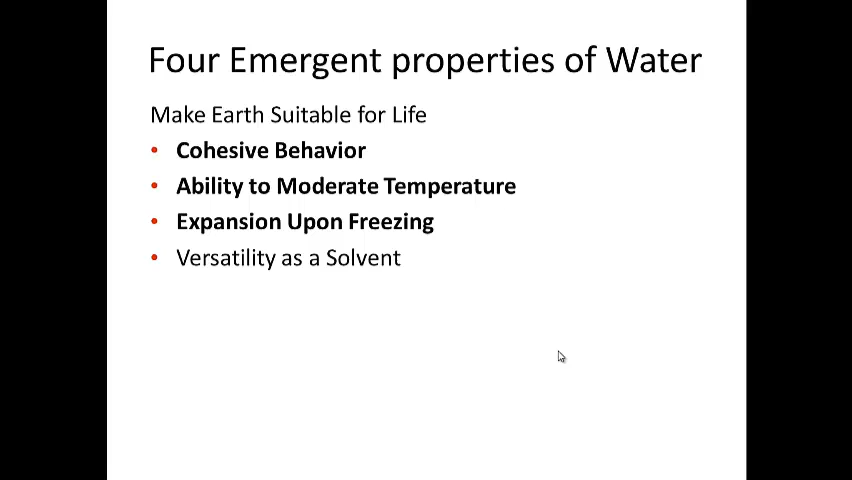 Four Emergent properties of Water
Make Earth Suitable for Life
• Cohesive Behavior
• Ability to Moderate Temperature
• Expansion Upon Freezing
• Versatility as a Solvent